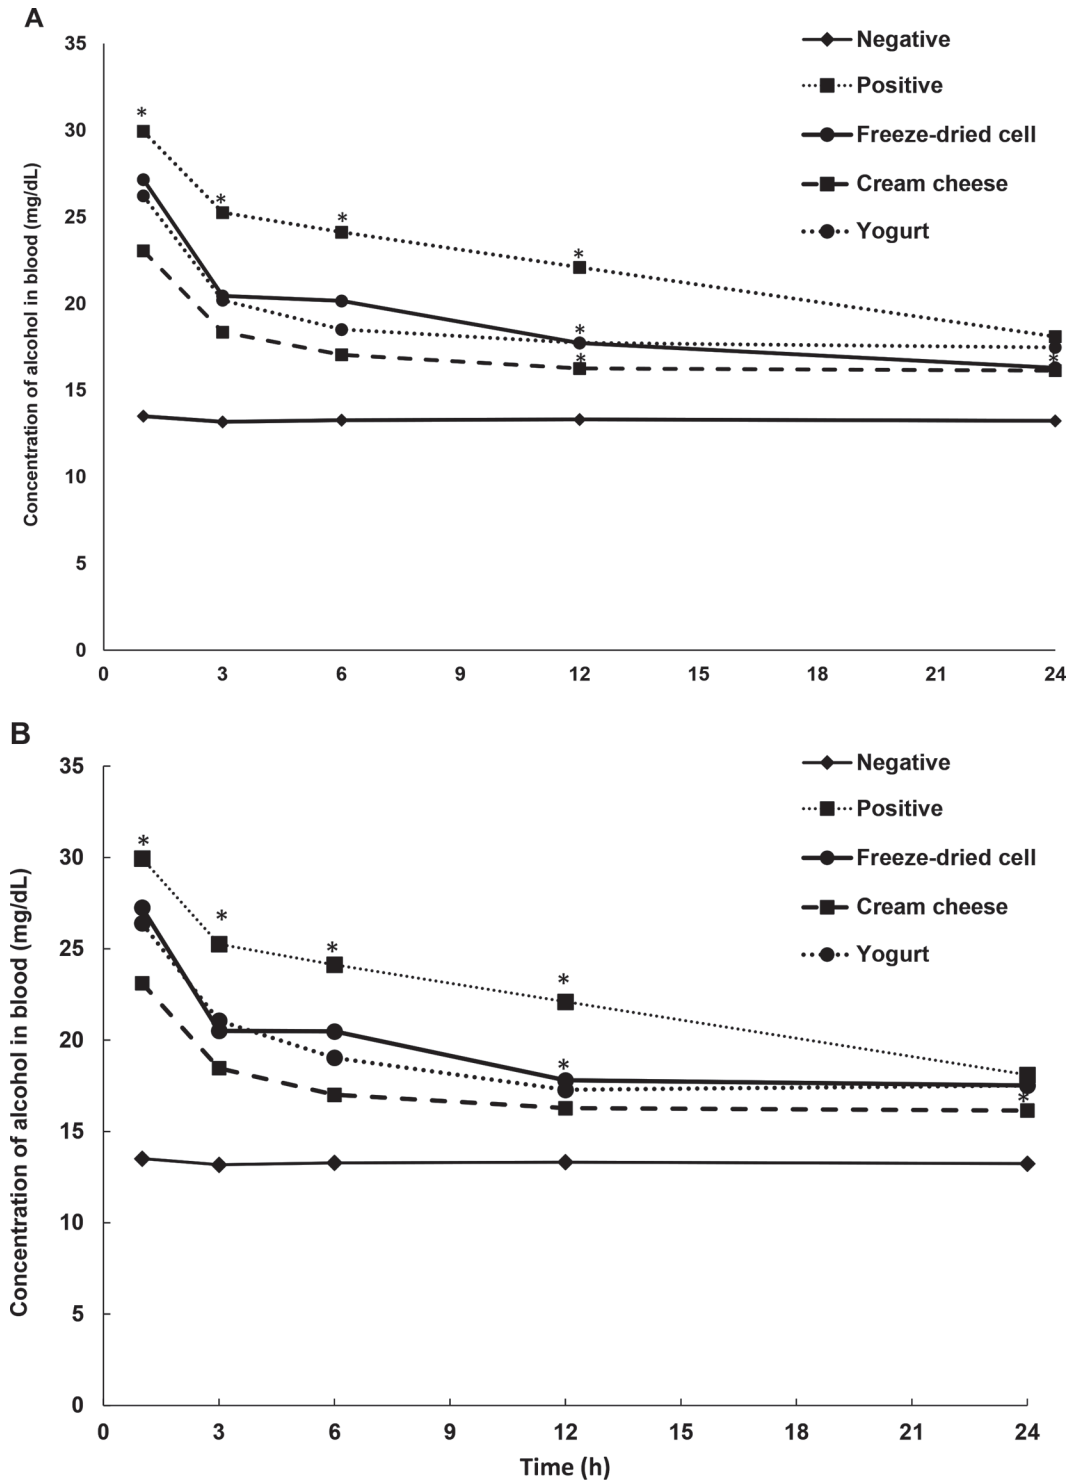 A
Concentration of alcohol in blood (mg/dL)
35
30
25
20
15
10
5
0
0 3 6 9 12 15 18 21 24
Negative
Positive
Freeze-dried cell
Cream cheese
Yogurt
*
*
*
*
*
*
*
B
Concentration of alcohol in blood (mg/dL)
35
30
25
20
15
10
5
0
0 3 6 9 12 15 18 21 24
Time (h)
Negative
Positive
Freeze-dried cell
Cream cheese
Yogurt
*
*
*
*
*
*